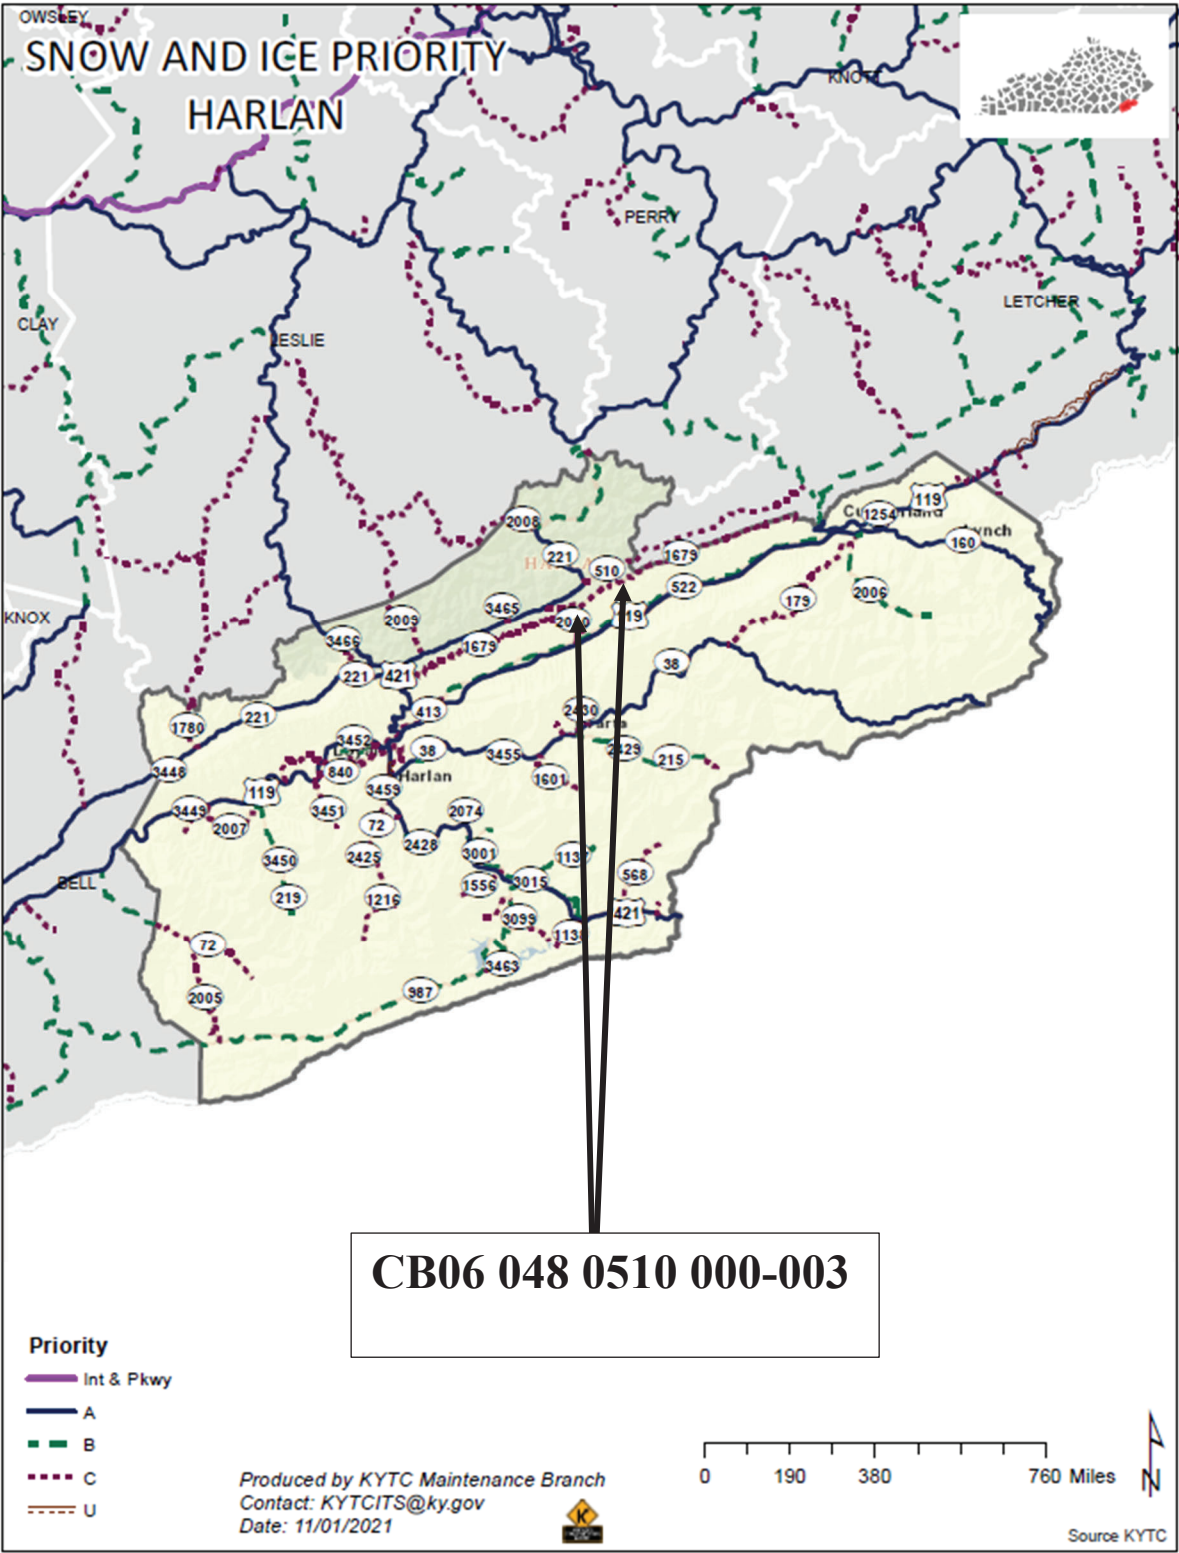 OWSLEY
SNOW AND ICE PRIORITY
HARLAN
KNOTT
PERRY
LETCHER
CLAY
LESLIE
KNOX
BELL
119
1254
Lynch
160
2008
221
510
1679
522
119
179
2006
3465
2009
3466
1679
221
421
38
413
221
1780
2430
3452
38
3455
2429
215
3448
840
Harlan
1601
119
3459
3449
2007
3451
72
2074
2428
3450
2425
3001
1137
219
1216
1556
3015
568
3099
421
1138
72
3463
2005
987
CB06 048 0510 000-003
Priority
Int & Pkwy
A
B
C
U
Produced by KYTC Maintenance Branch
Contact: KYTCITS@ky.gov
Date: 11/01/2021
0 190 380 760 Miles
N
Source KYTC